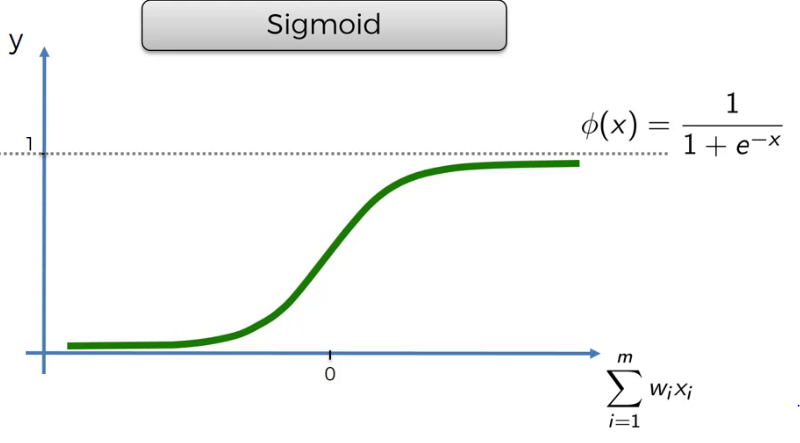 Sigmoid
y
ϕ(x) = 1 / (1 + e^{-x})
1
0
∑_{i=1}^{m} w_i x_i